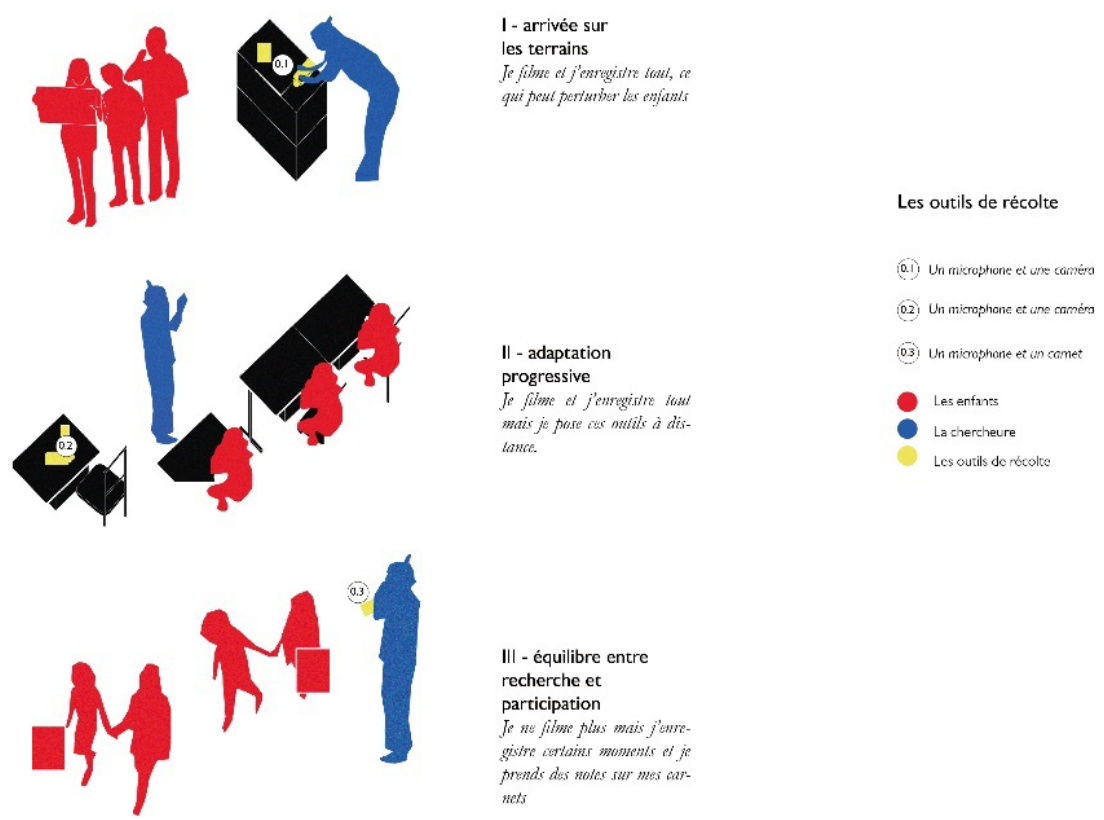 I - arrivée sur
les terrains
Je filme et j'enregistre tout, ce
qui peut perturber les enfants
0.1
II - adaptation
progressive
Je filme et j'enregistre tout
mais je pose ces outils à dis-
tance.
0.2
III - équilibre entre
recherche et
participation
Je ne filme plus mais j'enre-
gistre certains moments et je
prends des notes sur mes car-
nets
0.3
Les outils de récolte
0.1 Un microphone et une caméra
0.2 Un microphone et une caméra
0.3 Un microphone et un carnet
Les enfants
La chercheure
Les outils de récolte